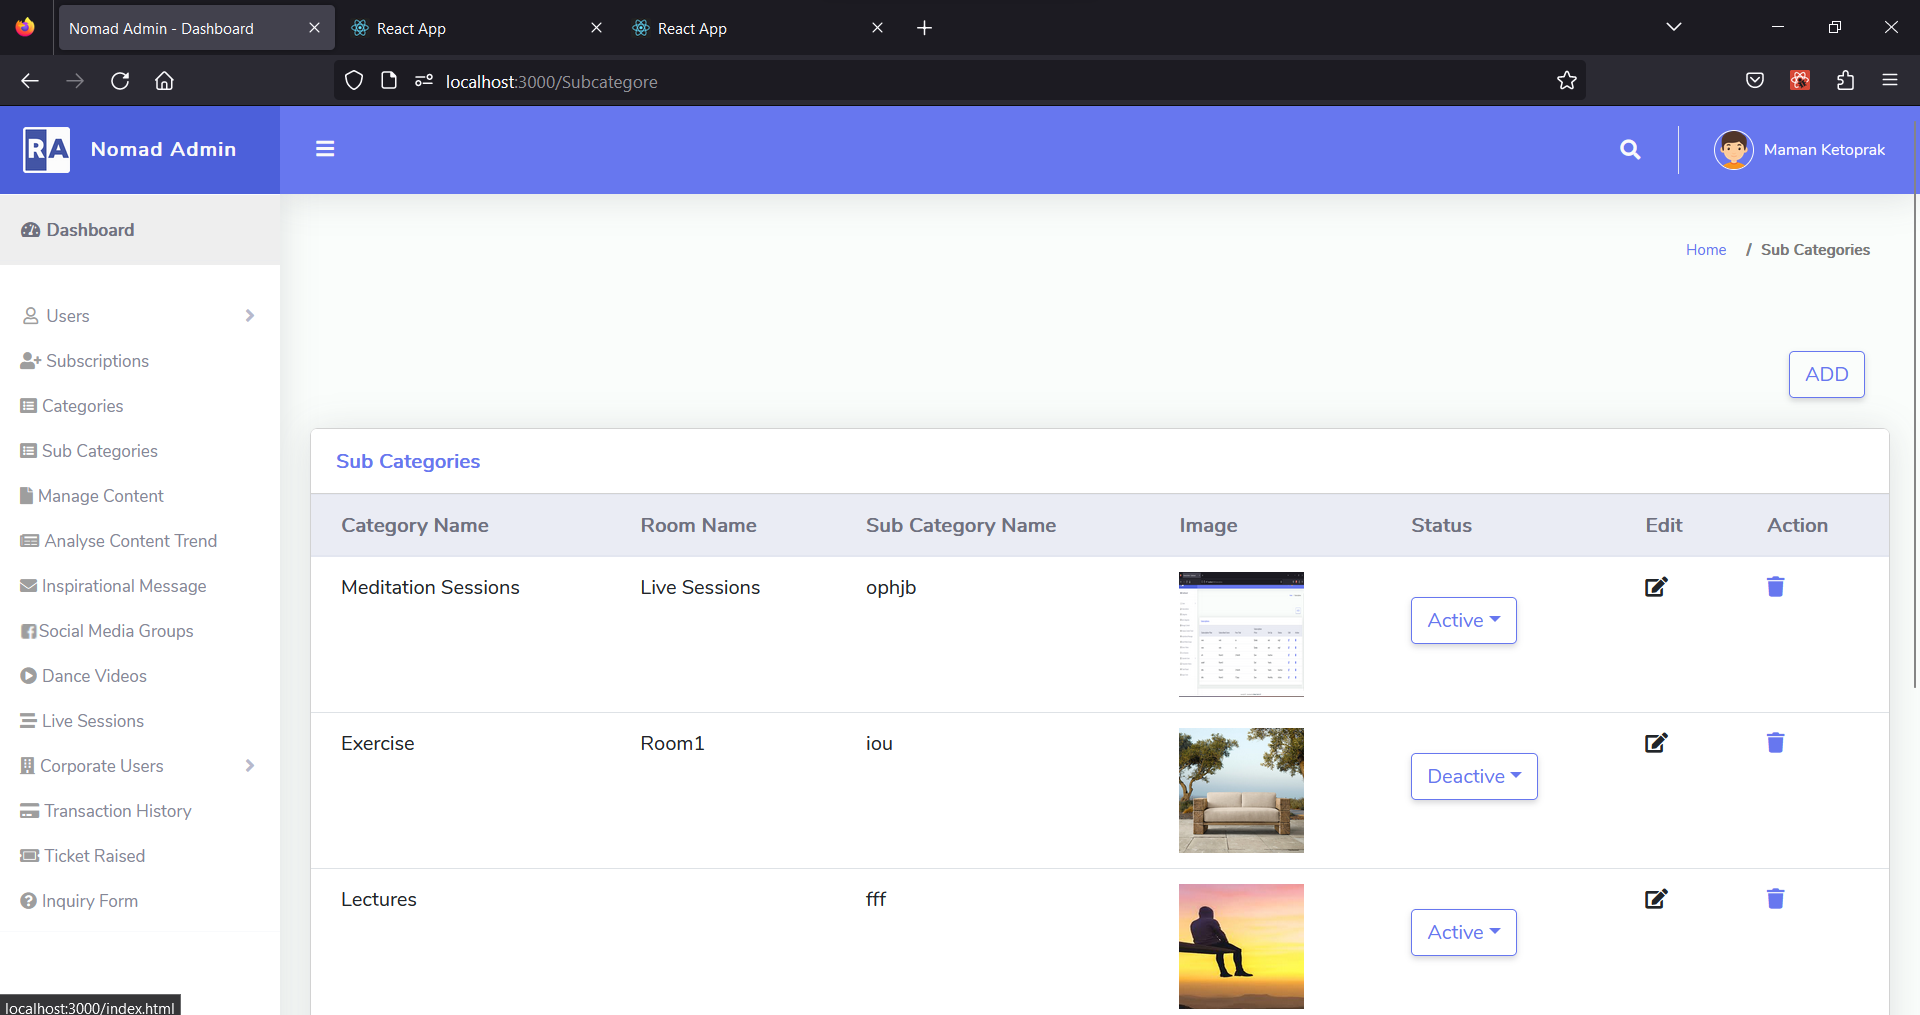 Nomad Admin - Dashboard
React App
React App
localhost:3000/Subcategore
RA
Nomad Admin
Maman Ketoprak
Dashboard
Home / Sub Categories
Users
Subscriptions
Categories
Sub Categories
Manage Content
Analyse Content Trend
Inspirational Message
Social Media Groups
Dance Videos
Live Sessions
Corporate Users
Transaction History
Ticket Raised
Inquiry Form
ADD
Sub Categories
Category Name Room Name Sub Category Name Image Status Edit Action
Meditation Sessions Live Sessions ophjb Active
Exercise Room1 iou Deactive
Lectures fff Active
localhost:3000/index.html